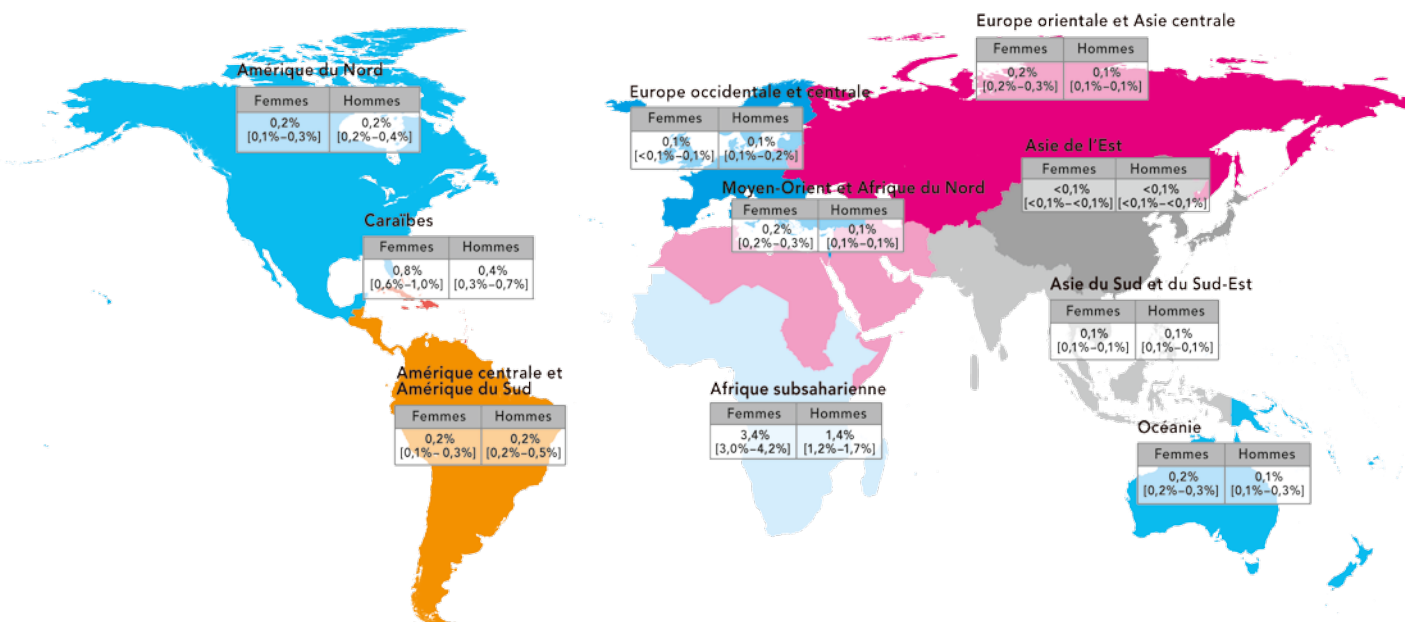 Europe orientale et Asie centrale
Femmes Hommes
0,2% 0,1%
[0,2%–0,3%] [0,1%–0,1%]
Amérique du Nord
Femmes Hommes
0,2% 0,2%
[0,1%–0,3%] [0,2%–0,4%]
Europe occidentale et centrale
Femmes Hommes
0,1% 0,1%
[<0,1%–0,1%] [0,1%–0,2%]
Asie de l'Est
Femmes Hommes
<0,1% <0,1%
[<0,1%–<0,1%] [<0,1%–<0,1%]
Moyen-Orient et Afrique du Nord
Femmes Hommes
0,2% 0,1%
[0,2%–0,3%] [0,1%–0,1%]
Caraïbes
Femmes Hommes
0,8% 0,4%
[0,6%–1,0%] [0,3%–0,7%]
Asie du Sud et du Sud-Est
Femmes Hommes
0,1% 0,1%
[0,1%–0,1%] [0,1%–0,1%]
Amérique centrale et
Amérique du Sud
Femmes Hommes
0,2% 0,2%
[0,1%– 0,3%] [0,2%–0,5%]
Afrique subsaharienne
Femmes Hommes
3,4% 1,4%
[3,0%–4,2%] [1,2%–1,7%]
Océanie
Femmes Hommes
0,2% 0,1%
[0,2%–0,3%] [0,1%–0,3%]